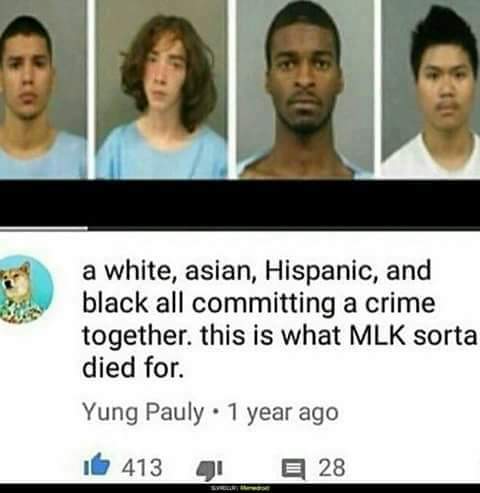 a white, asian, Hispanic, and
black all committing a crime
together. this is what MLK sorta
died for.
Yung Pauly • 1 year ago
413 28